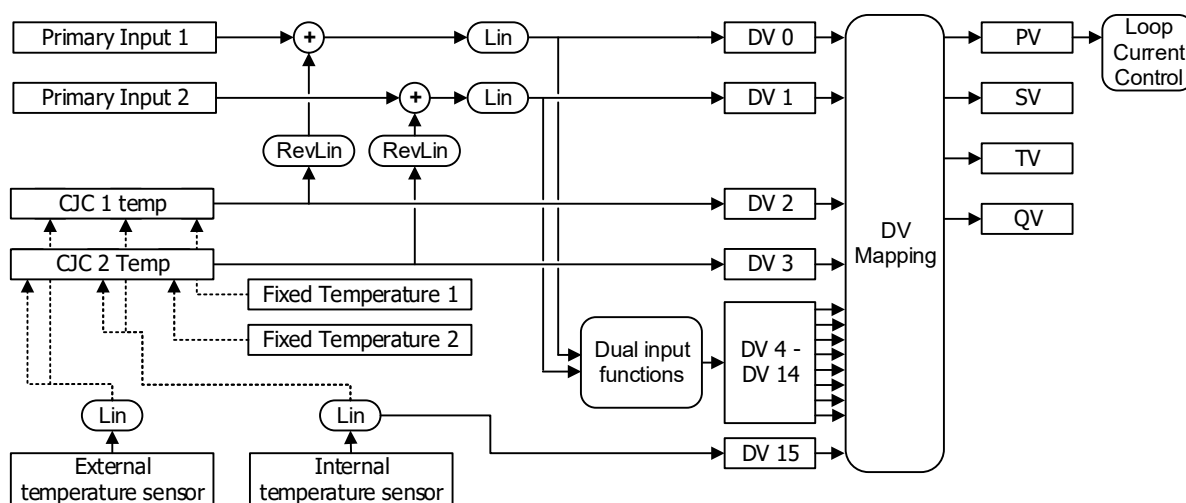 Primary Input 1
+
Lin
DV 0
PV
Loop
Current
Control
Primary Input 2
+
Lin
DV 1
SV
RevLin
RevLin
TV
CJC 1 temp
DV 2
QV
DV
Mapping
CJC 2 Temp
DV 3
Fixed Temperature 1
Fixed Temperature 2
Dual input
functions
DV 4 -
DV 14
Lin
Lin
DV 15
External
temperature sensor
Internal
temperature sensor